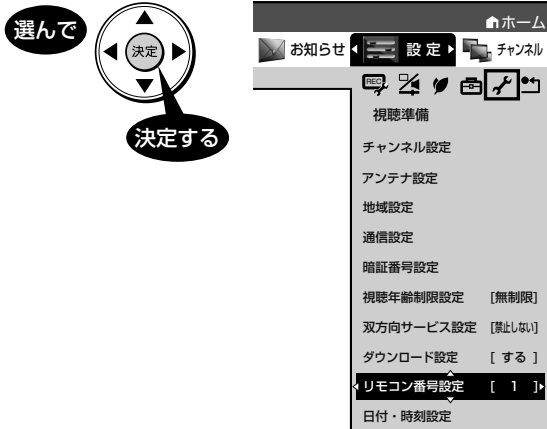 選んで
決定
決定する
ホーム
お知らせ
設定
チャンネル
REC
視聴準備
チャンネル設定
アンテナ設定
地域設定
通信設定
暗証番号設定
視聴年齢制限設定 [無制限]
双方向サービス設定 [禁止しない]
ダウンロード設定 [ する ]
リモコン番号設定 [ 1 ]
日付・時刻設定